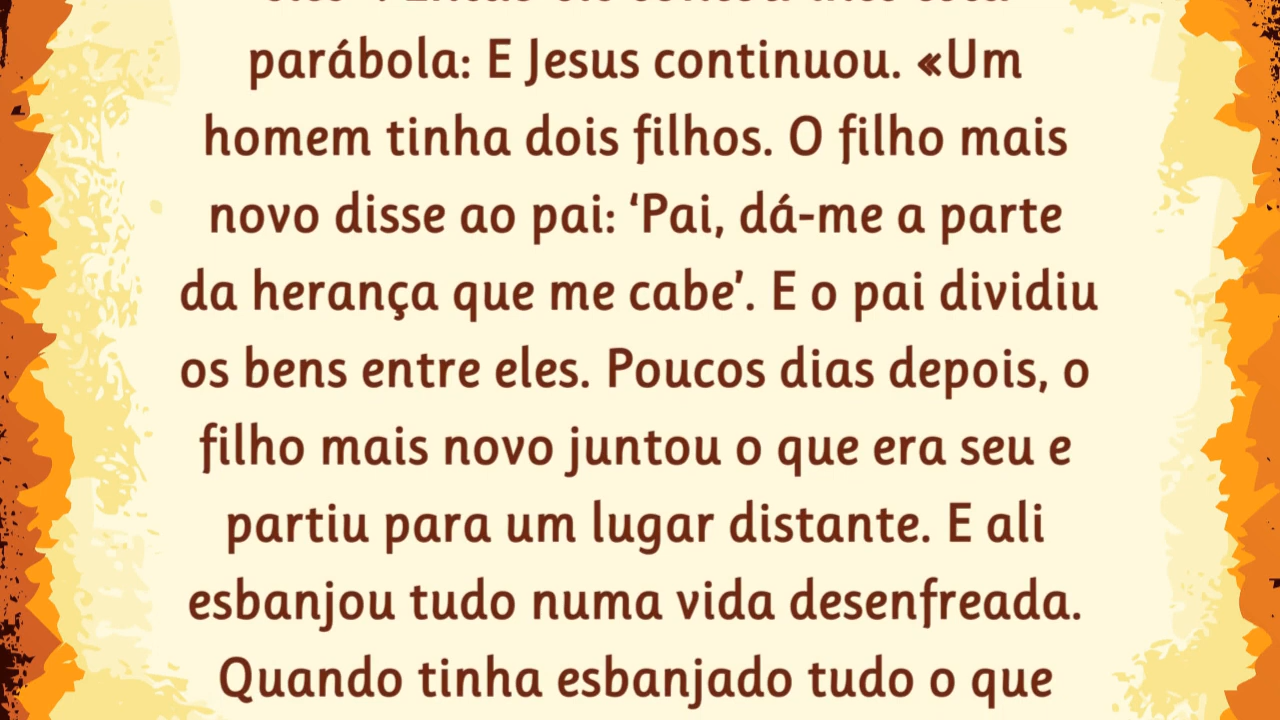 parábola: E Jesus continuou. «Um
homem tinha dois filhos. O filho mais
novo disse ao pai: ‘Pai, dá-me a parte
da herança que me cabe’. E o pai dividiu
os bens entre eles. Poucos dias depois, o
filho mais novo juntou o que era seu e
partiu para um lugar distante. E ali
esbanjou tudo numa vida desenfreada.
Quando tinha esbanjado tudo o que